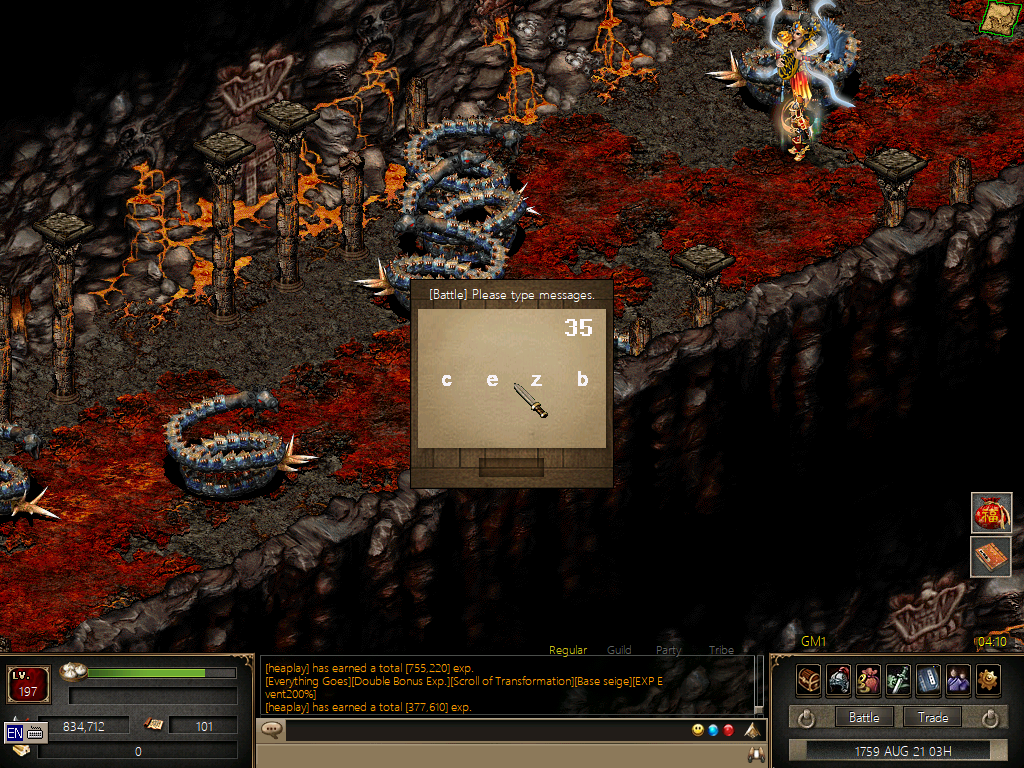 [Battle] Please type messages.
35
c e z b
福
GM1
04:10
Regular Guild Party Tribe
LV.
197
[heaplay] has earned a total [755,220] exp.
[Everything Goes][Double Bonus Exp.][Scroll of Transformation][Base seige][EXP E
vent200%]
[heaplay] has earned a total [377,610] exp.
834,712
101
EN
0
Battle
Trade
1759 AUG 21 03H